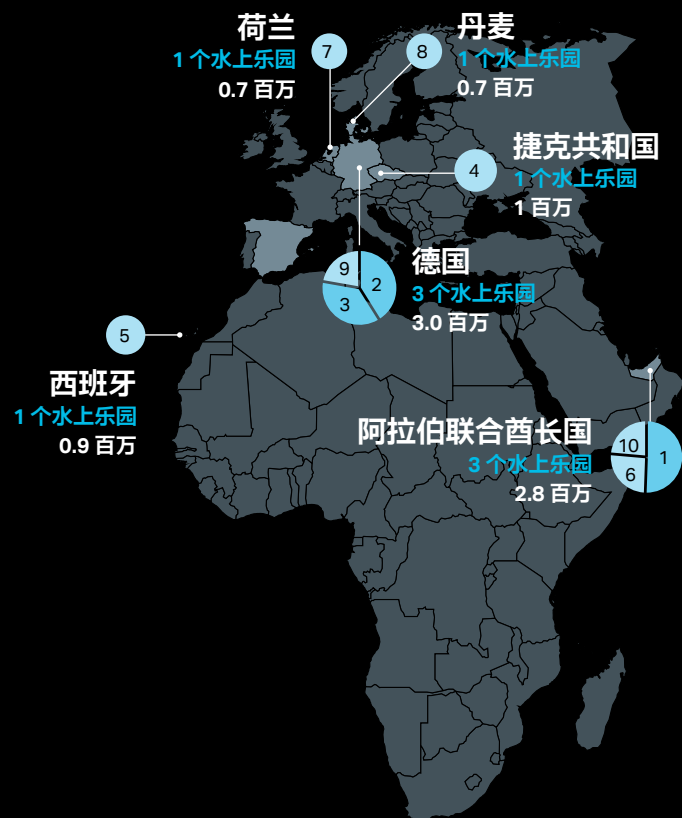 荷兰
1 个水上乐园
0.7 百万
7
8
丹麦
1 个水上乐园
0.7 百万
4
捷克共和国
1 个水上乐园
1 百万
9
2
3
德国
3 个水上乐园
3.0 百万
5
西班牙
1 个水上乐园
0.9 百万
阿拉伯联合酋长国
3 个水上乐园
2.8 百万
10
1
6